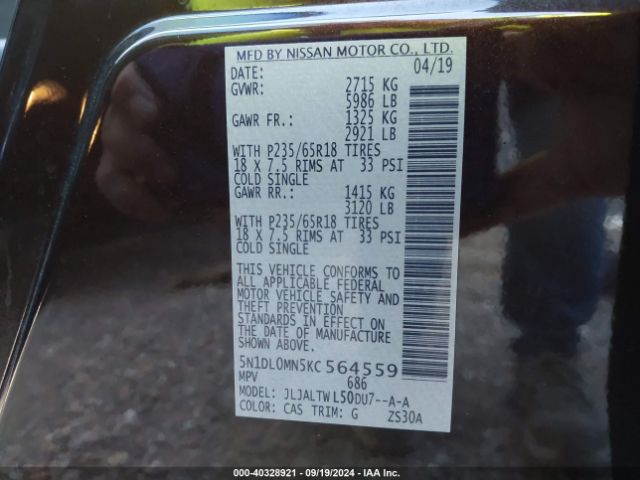 MFD BY NISSAN MOTOR CO., LTD.
DATE: 04/19
GVWR: 2715 KG
5986 LB
GAWR FR.: 1325 KG
2921 LB
WITH P235/65R18 TIRES
18 X 7.5 RIMS AT 33 PSI
COLD SINGLE
GAWR RR.: 1415 KG
3120 LB
WITH P235/65R18 TIRES
18 X 7.5 RIMS AT 33 PSI
COLD SINGLE
THIS VEHICLE CONFORMS TO
ALL APPLICABLE FEDERAL
MOTOR VEHICLE SAFETY AND
THEFT PREVENTION
STANDARDS IN EFFECT ON
THE DATE OF MANUFACTURE
SHOWN ABOVE.
5N1DL0MN5KC 564559
MPV 686
MODEL: JLJALTWL50DU7--A-A
COLOR: CAS TRIM: G ZS30A
000-40328921 - 09/19/2024 - IAA Inc.